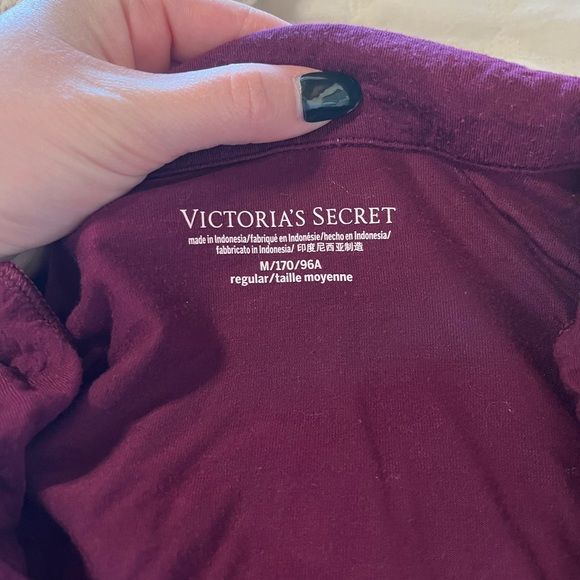 VICTORIA'S SECRET
made in Indonesia/fabriqué en Indonésie/hecho en Indonesia/
fabbricato in Indonesia/ 印度尼西亚制造
M/170/96A
regular/taille moyenne